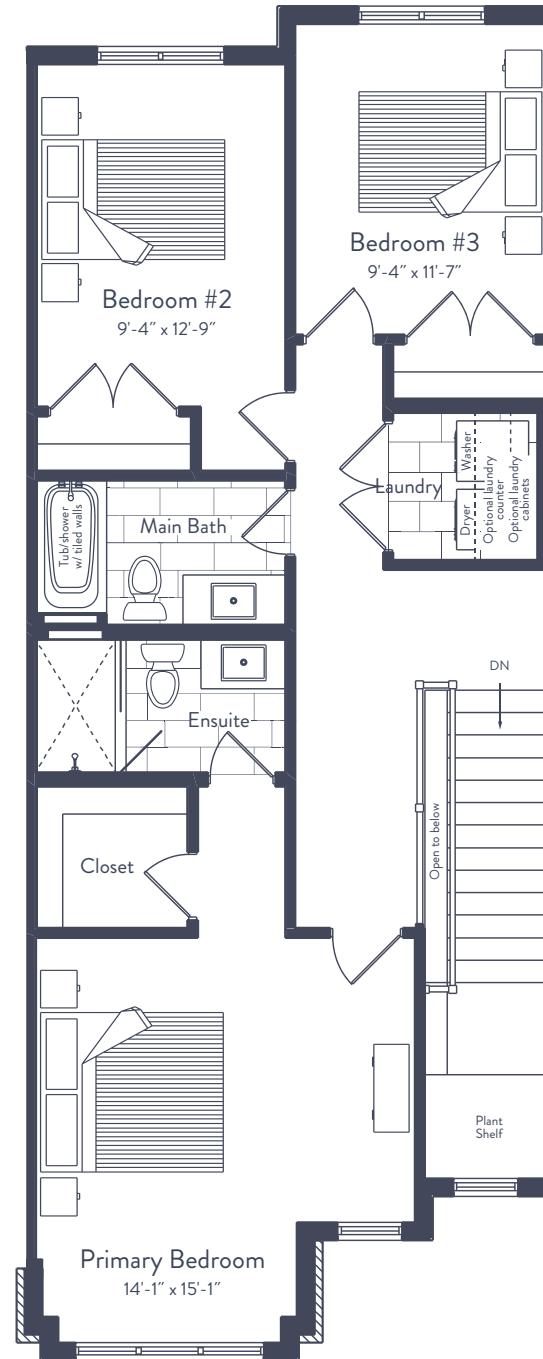 Bedroom #3
9'-4" x 11'-7"
Bedroom #2
9'-4" x 12'-9"
Laundry
Washer
Dryer
Optional laundry
counter
Optional laundry
cabinets
Main Bath
Tub/shower
w/ tiled walls
DN
Ensuite
Open to below
Closet
Plant
Shelf
Primary Bedroom
14'-1" x 15'-1"